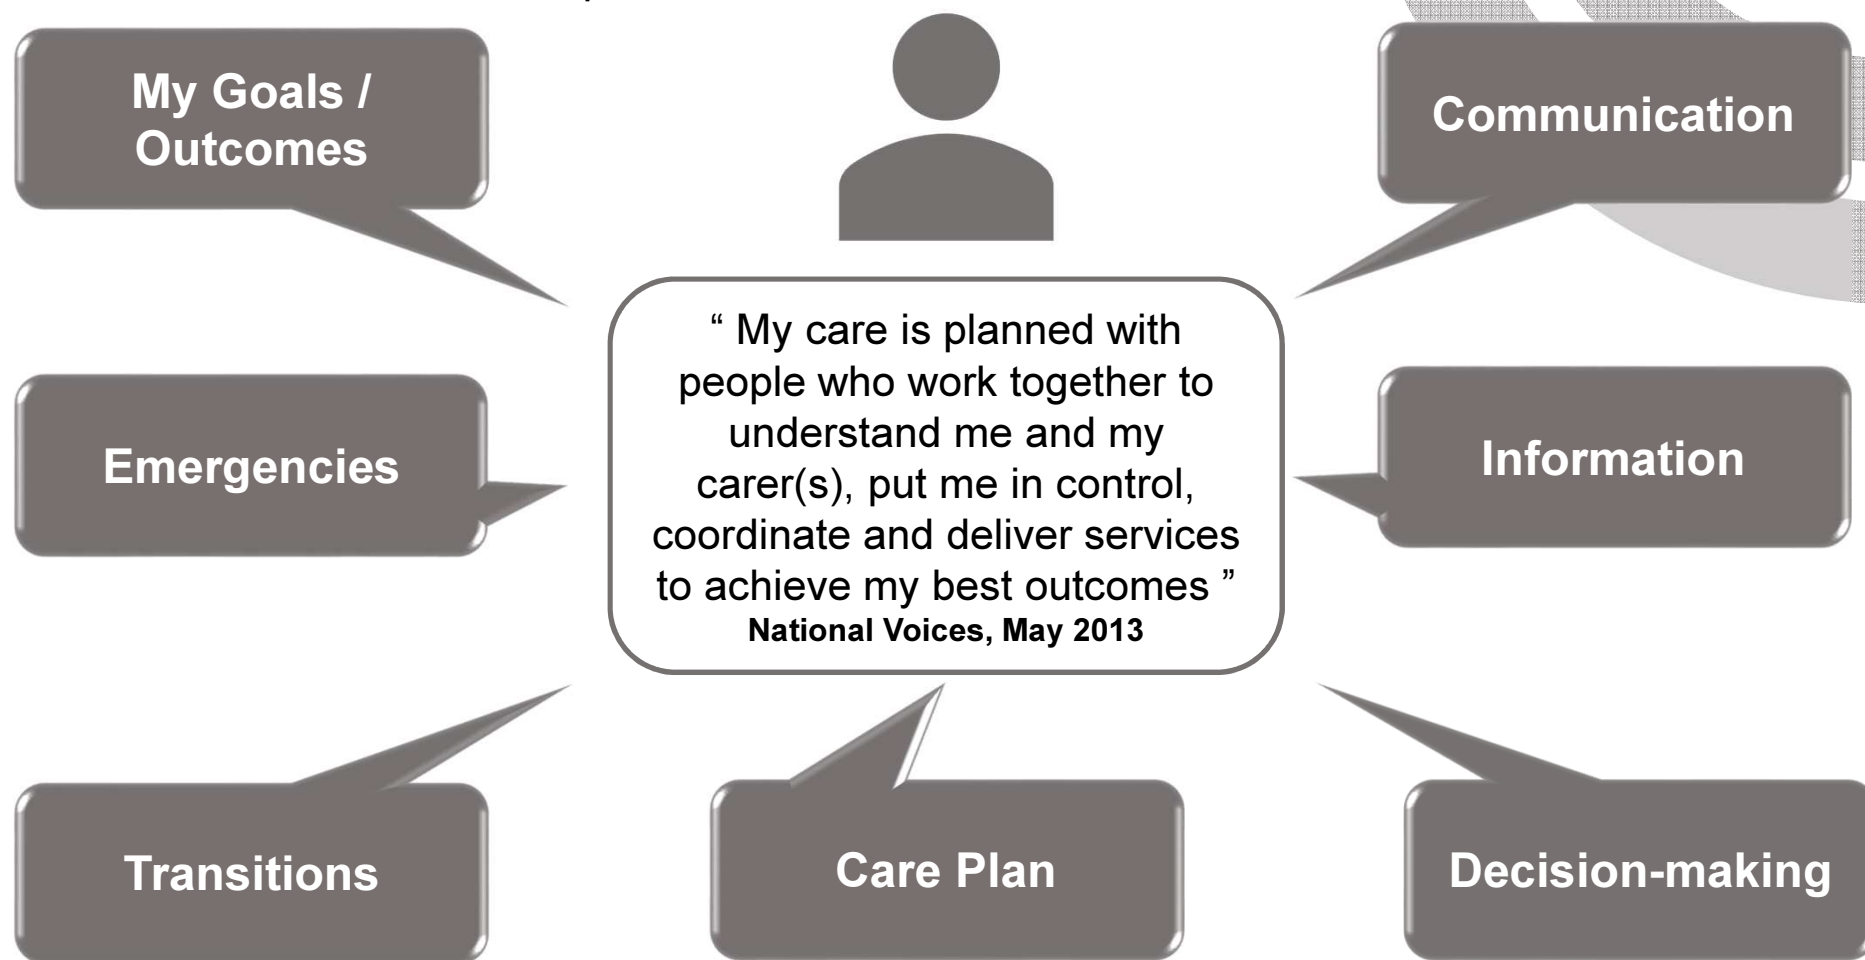 My Goals /
Outcomes
Communication
“ My care is planned with
people who work together to
understand me and my
carer(s), put me in control,
coordinate and deliver services
to achieve my best outcomes ”
National Voices, May 2013
Emergencies
Information
Transitions
Care Plan
Decision-making